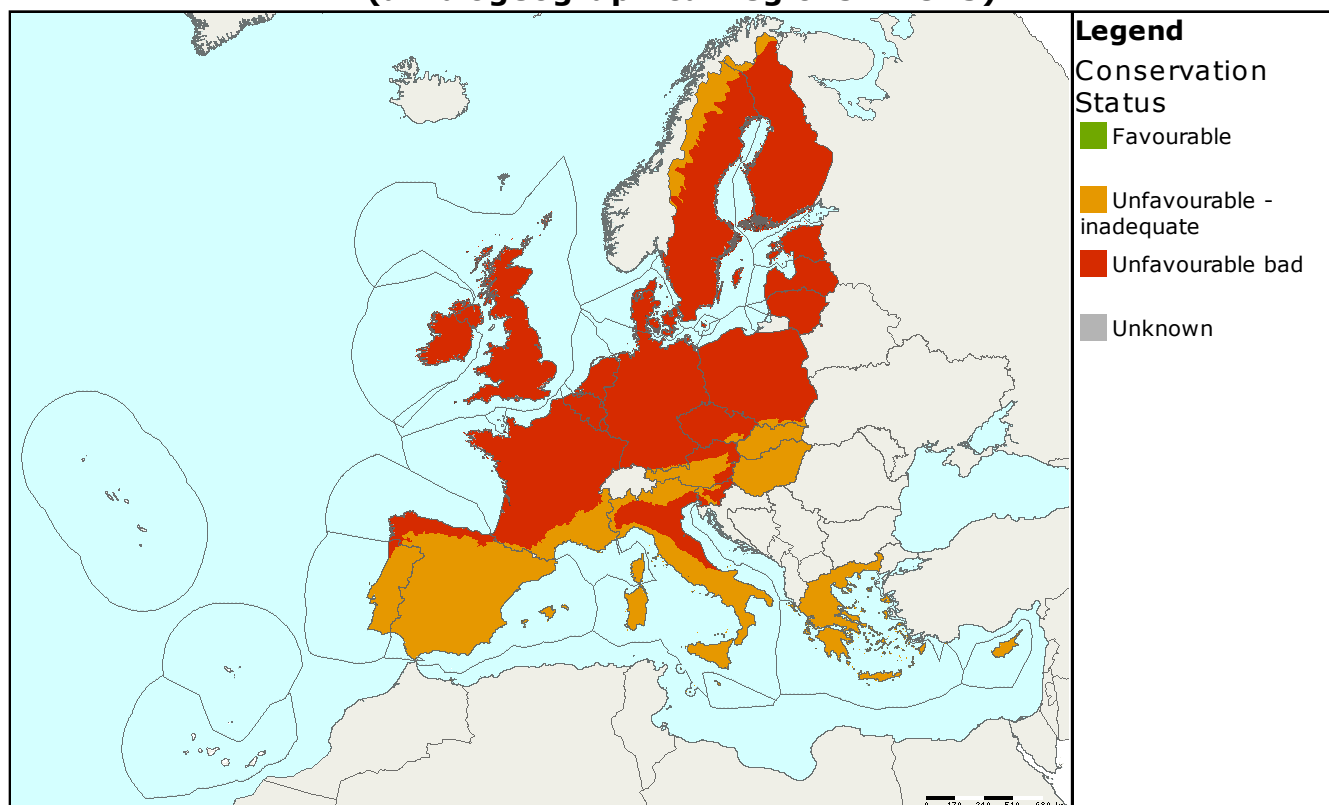 Legend
Conservation
Status
Favourable
Unfavourable -
inadequate
Unfavourable bad
Unknown